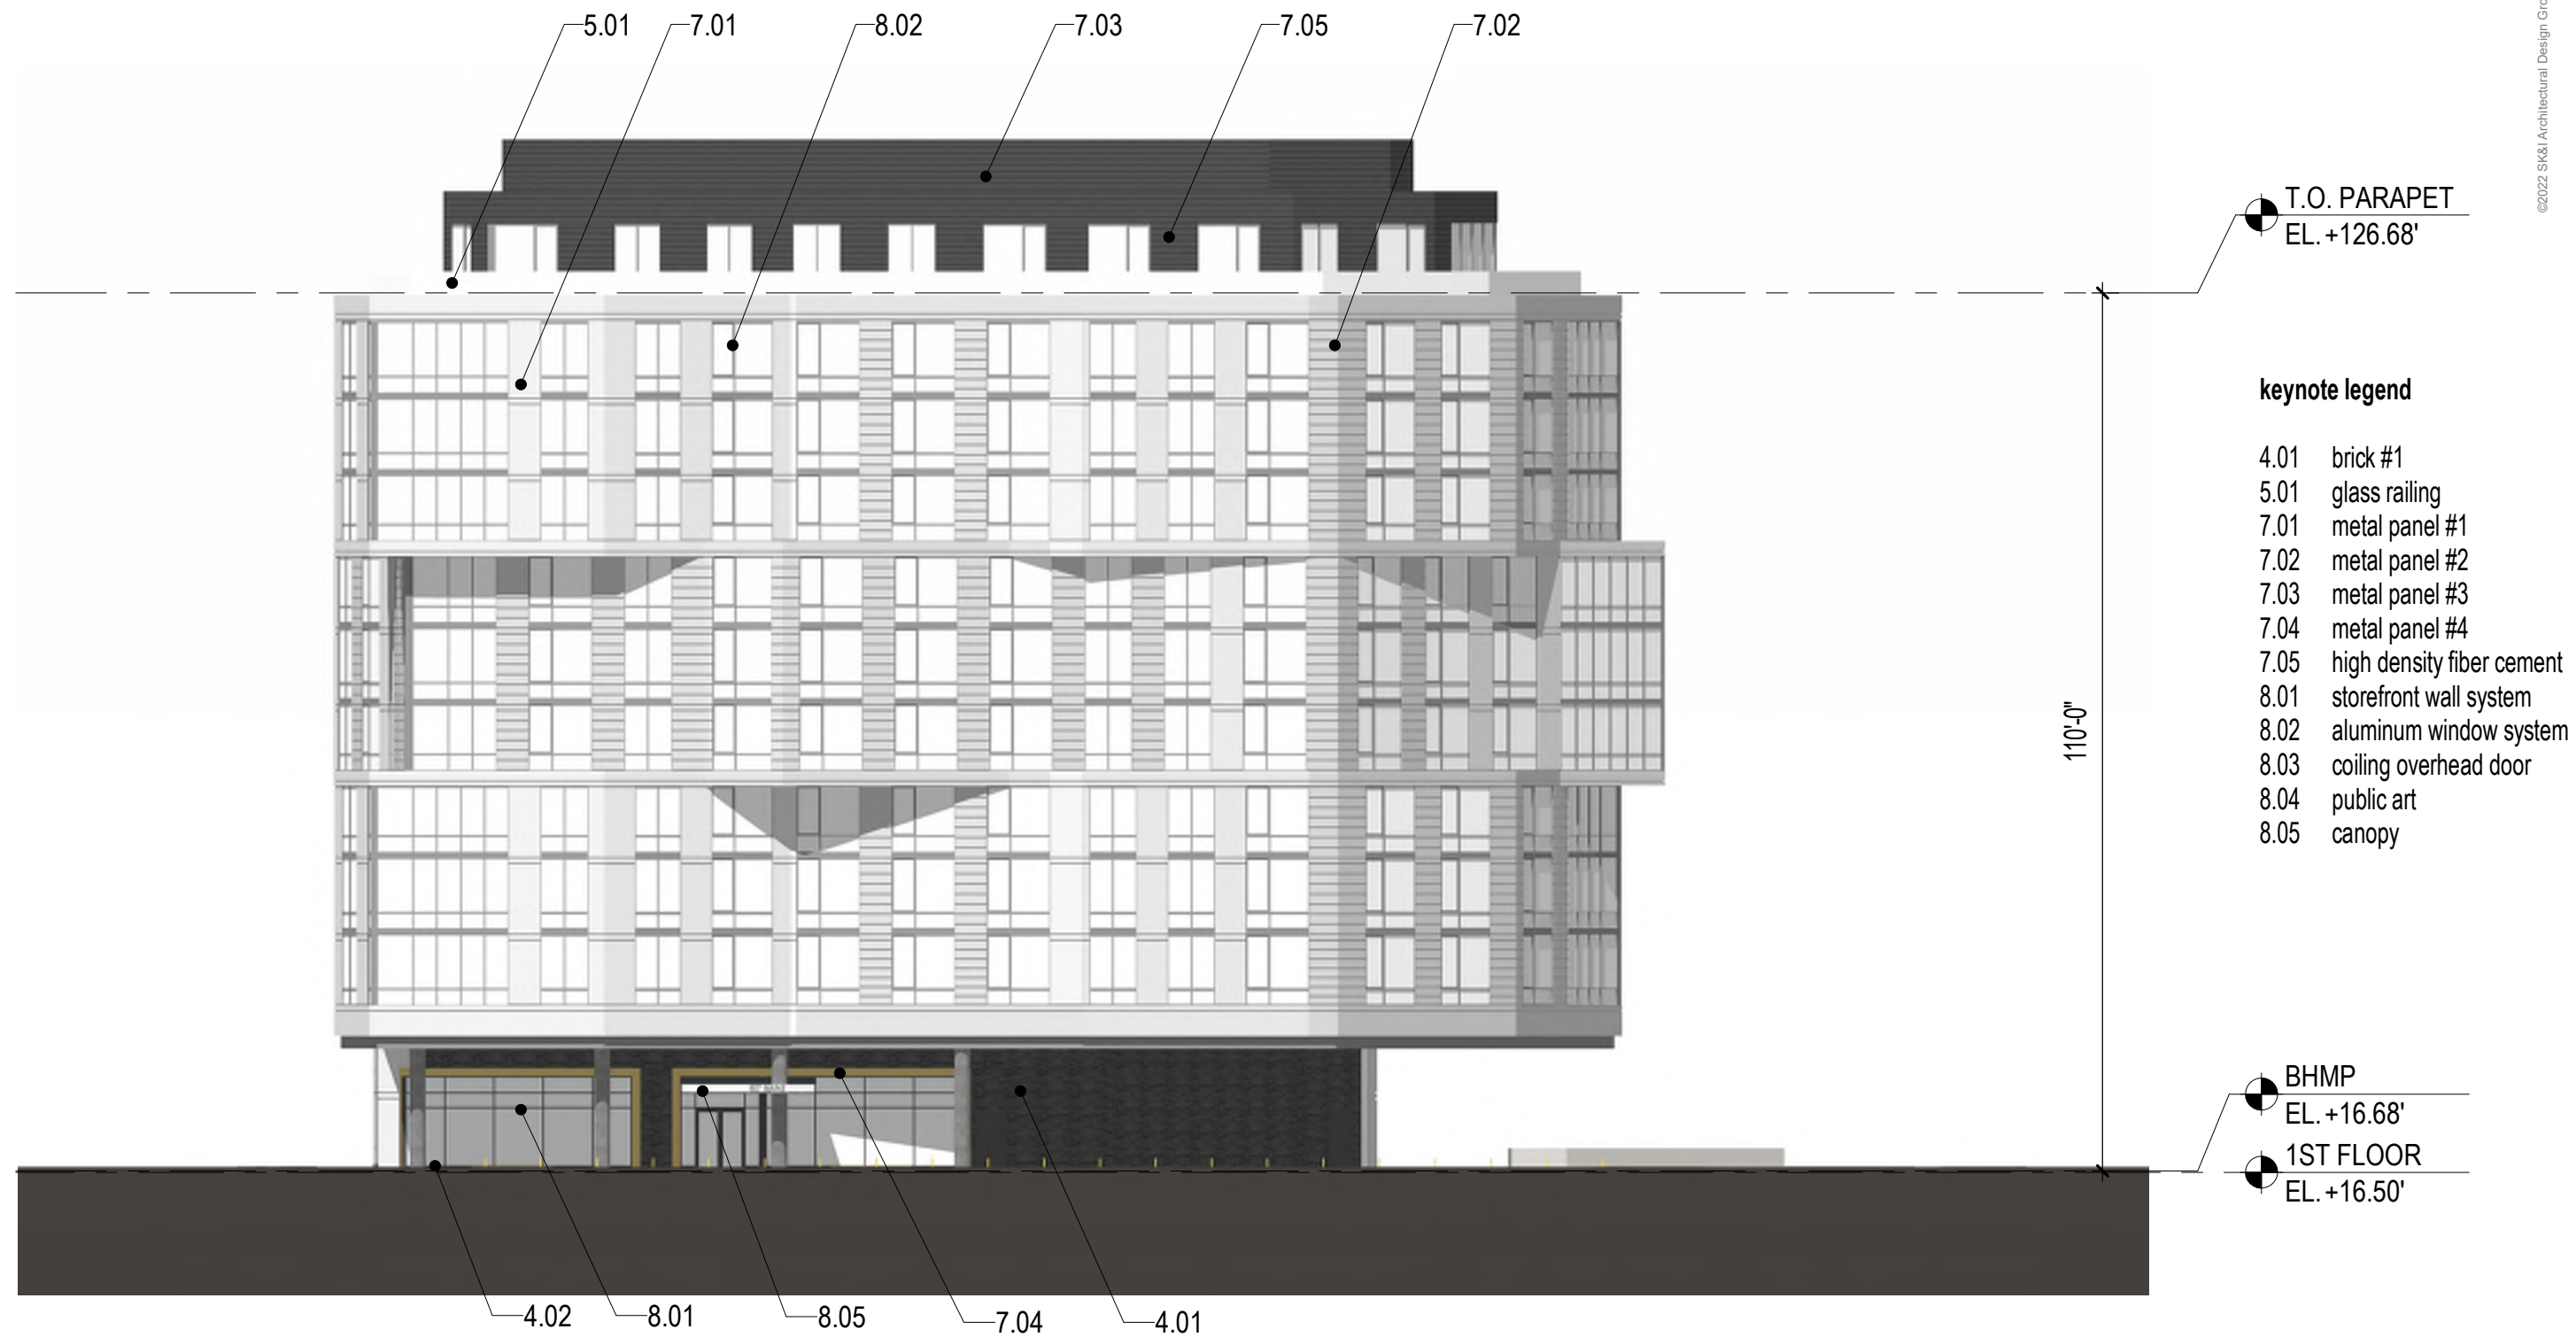 5.01
7.01
8.02
7.03
7.05
7.02
©2022 SK&I Architectural Design
T.O. PARAPET
EL. +126.68'
keynote legend
4.01 brick #1
5.01 glass railing
7.01 metal panel #1
7.02 metal panel #2
7.03 metal panel #3
7.04 metal panel #4
7.05 high density fiber cement
8.01 storefront wall system
8.02 aluminum window system
8.03 coiling overhead door
8.04 public art
8.05 canopy
110'-0"
BHMP
EL. +16.68'
1ST FLOOR
EL. +16.50'
4.02
8.01
8.05
7.04
4.01